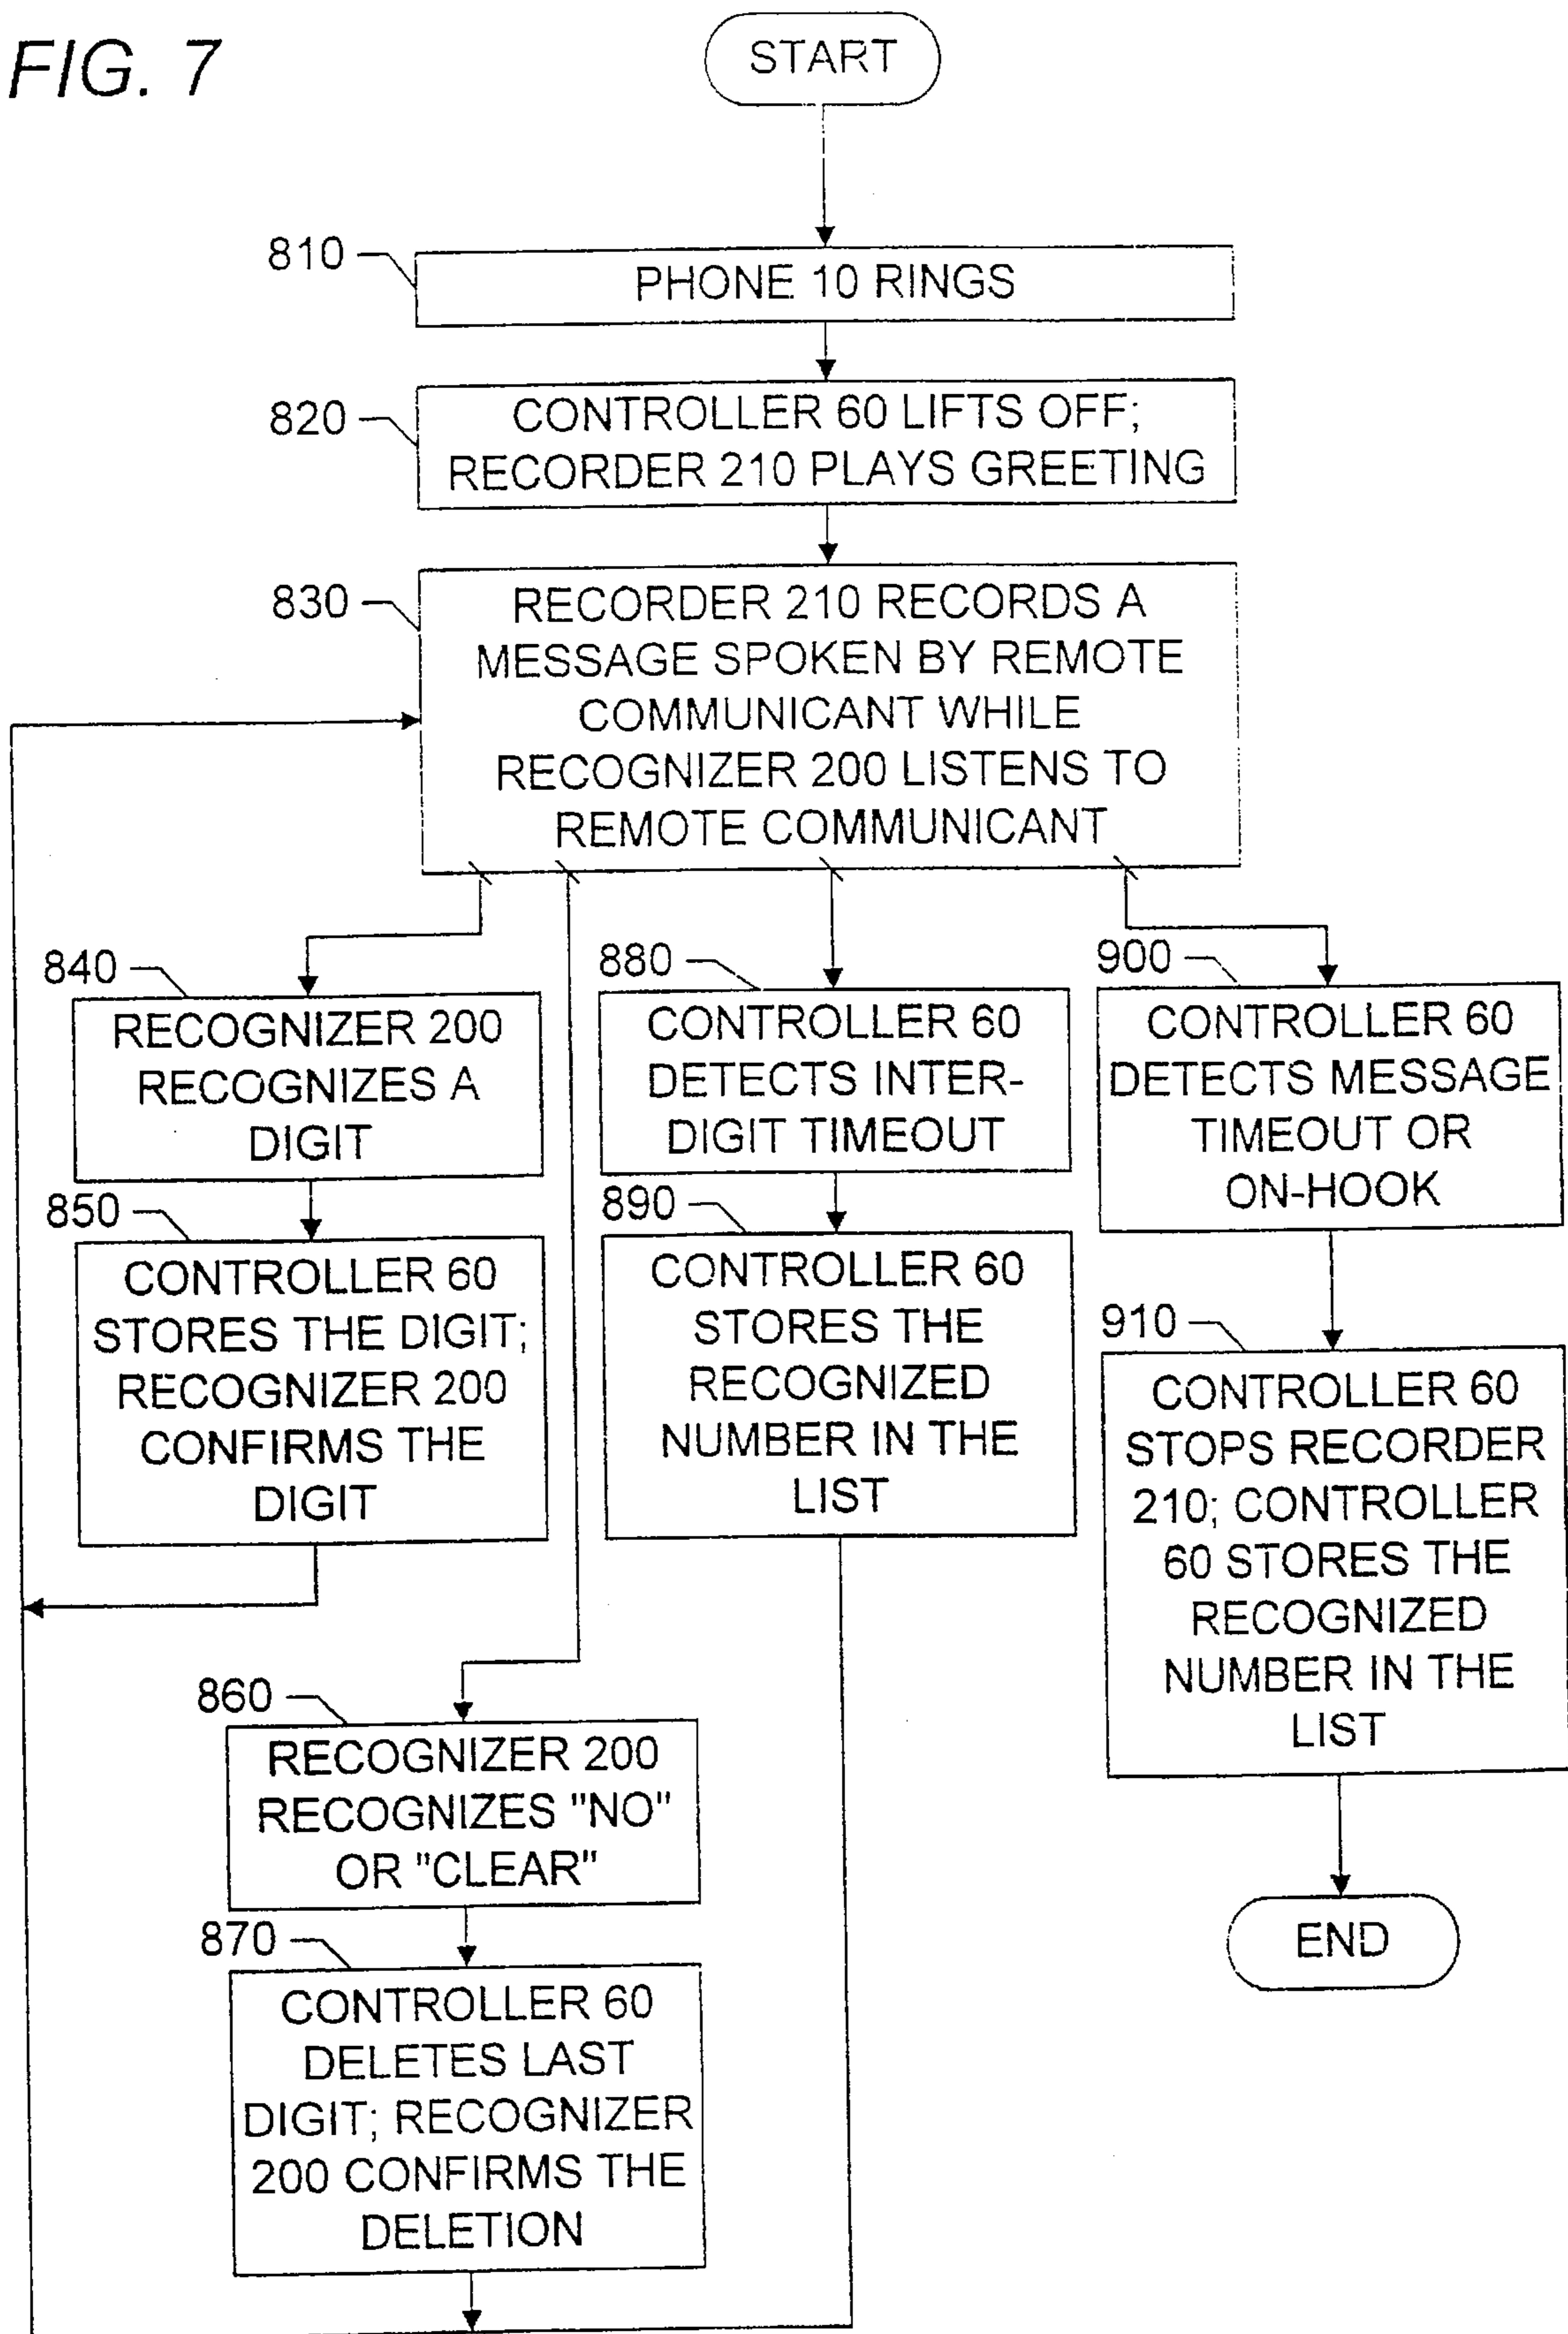 FIG. 7
START
810
PHONE 10 RINGS
820
CONTROLLER 60 LIFTS OFF;
RECORDER 210 PLAYS GREETING
830
RECORDER 210 RECORDS A
MESSAGE SPOKEN BY REMOTE
COMMUNICANT WHILE
RECOGNIZER 200 LISTENS TO
REMOTE COMMUNICANT
840
RECOGNIZER 200
RECOGNIZES A
DIGIT
850
CONTROLLER 60
STORES THE DIGIT;
RECOGNIZER 200
CONFIRMS THE
DIGIT
860
RECOGNIZER 200
RECOGNIZES "NO"
OR "CLEAR"
870
CONTROLLER 60
DELETES LAST
DIGIT; RECOGNIZER
200 CONFIRMS THE
DELETION
880
CONTROLLER 60
DETECTS INTER-
DIGIT TIMEOUT
890
CONTROLLER 60
STORES THE
RECOGNIZED
NUMBER IN THE
LIST
900
CONTROLLER 60
DETECTS MESSAGE
TIMEOUT OR
ON-HOOK
910
CONTROLLER 60
STOPS RECORDER
210; CONTROLLER
60 STORES THE
RECOGNIZED
NUMBER IN THE
LIST
END